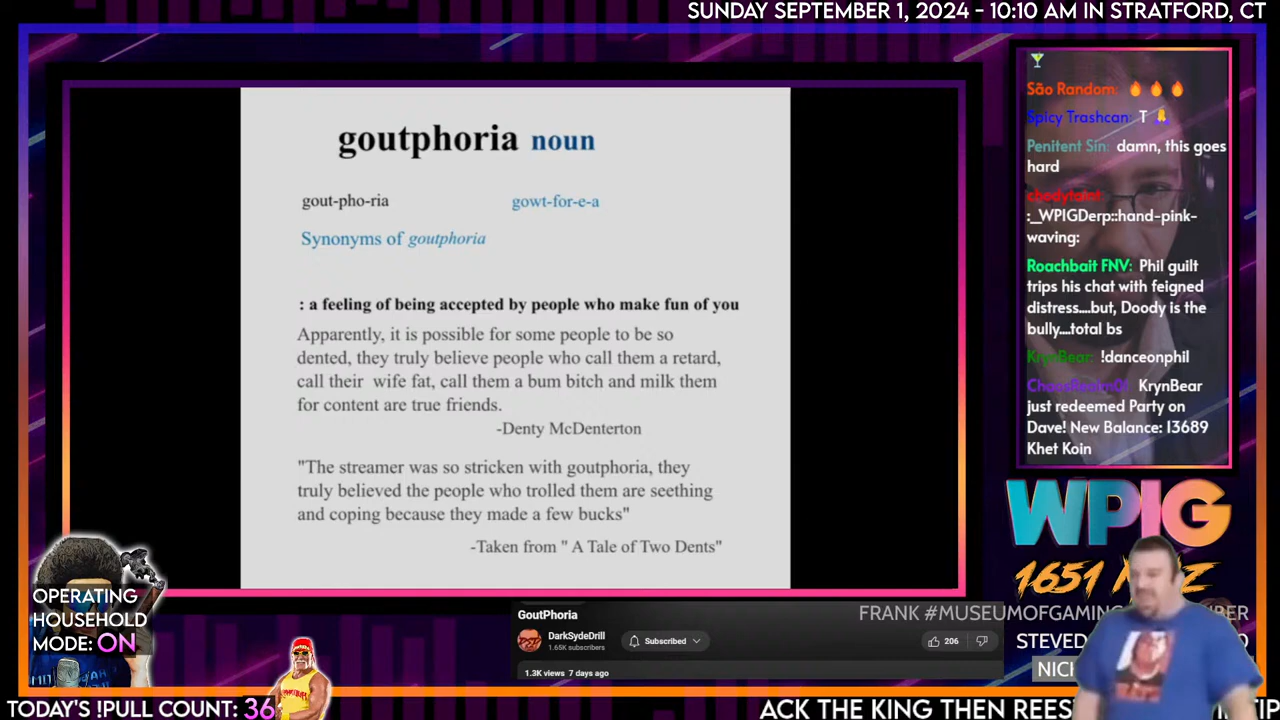 SUNDAY SEPTEMBER 1, 2024 - 10:10 AM IN STRATFORD, CT
goutphoria noun
gout-pho-ria gowt-for-e-a
Synonyms of goutphoria
: a feeling of being accepted by people who make fun of you
Apparently, it is possible for some people to be so
dented, they truly believe people who call them a retard,
call their wife fat, call them a bum bitch and milk them
for content are true friends.
-Denty McDenterton
"The streamer was so stricken with goutphoria, they
truly believed the people who trolled them are seething
and coping because they made a few bucks"
-Taken from " A Tale of Two Dents"
São Random:
Spicy Trashcan: T
Penitent Sin: damn, this goes
hard
chodytaint:
:_WPIGDerp::hand-pink-
waving:
Roachbait FNV: Phil guilt
trips his chat with feigned
distress....but, Doody is the
bully....total bs
KrynBear: !danceonphil
ChaosRealm01: KrynBear
just redeemed Party on
Dave! New Balance: 13689
Khet Koin
WPIG
1651
OPERATING
HOUSEHOLD
MODE: ON
GoutPhoria
DarkSydeDrill
1.65K subscribers
Subscribed
206
1.3K views 7 days ago
FRANK #MUSEUMOFGAMING
STEVED
NICI
TODAY'S !PULL COUNT: 36
ACK THE KING THEN REES